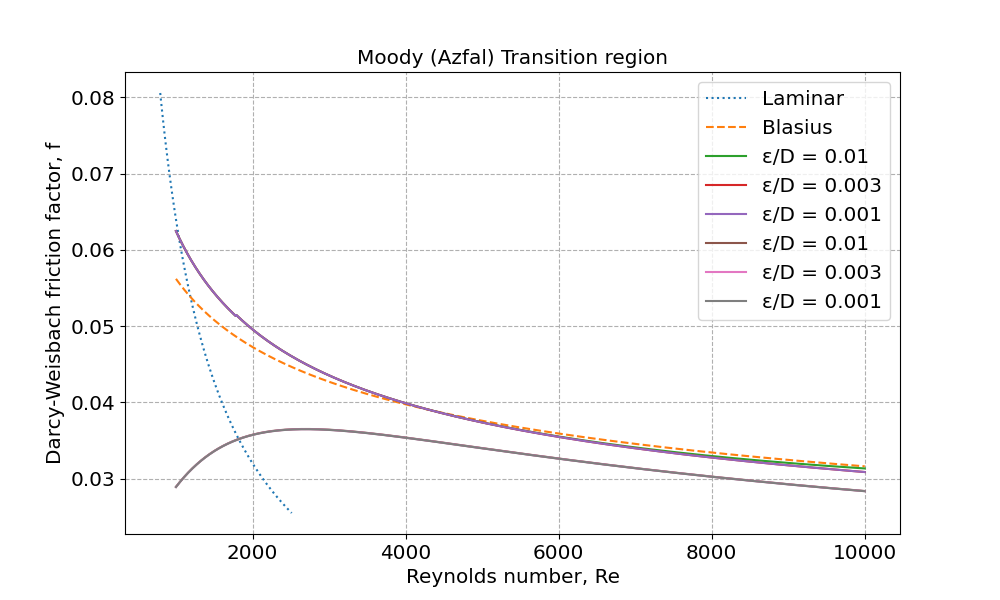 Moody (Azfal) Transition region
Darcy-Weisbach friction factor, f
0.08
0.07
0.06
0.05
0.04
0.03
Laminar
Blasius
ε/D = 0.01
ε/D = 0.003
ε/D = 0.001
ε/D = 0.01
ε/D = 0.003
ε/D = 0.001
2000
4000
6000
8000
10000
Reynolds number, Re